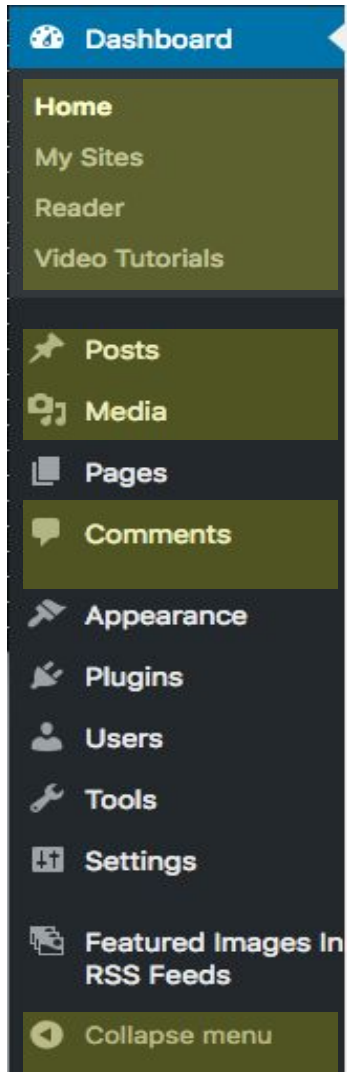 Dashboard
Home
My Sites
Reader
Video Tutorials
Posts
Media
Pages
Comments
Appearance
Plugins
Users
Tools
Settings
Featured Images In
RSS Feeds
Collapse menu